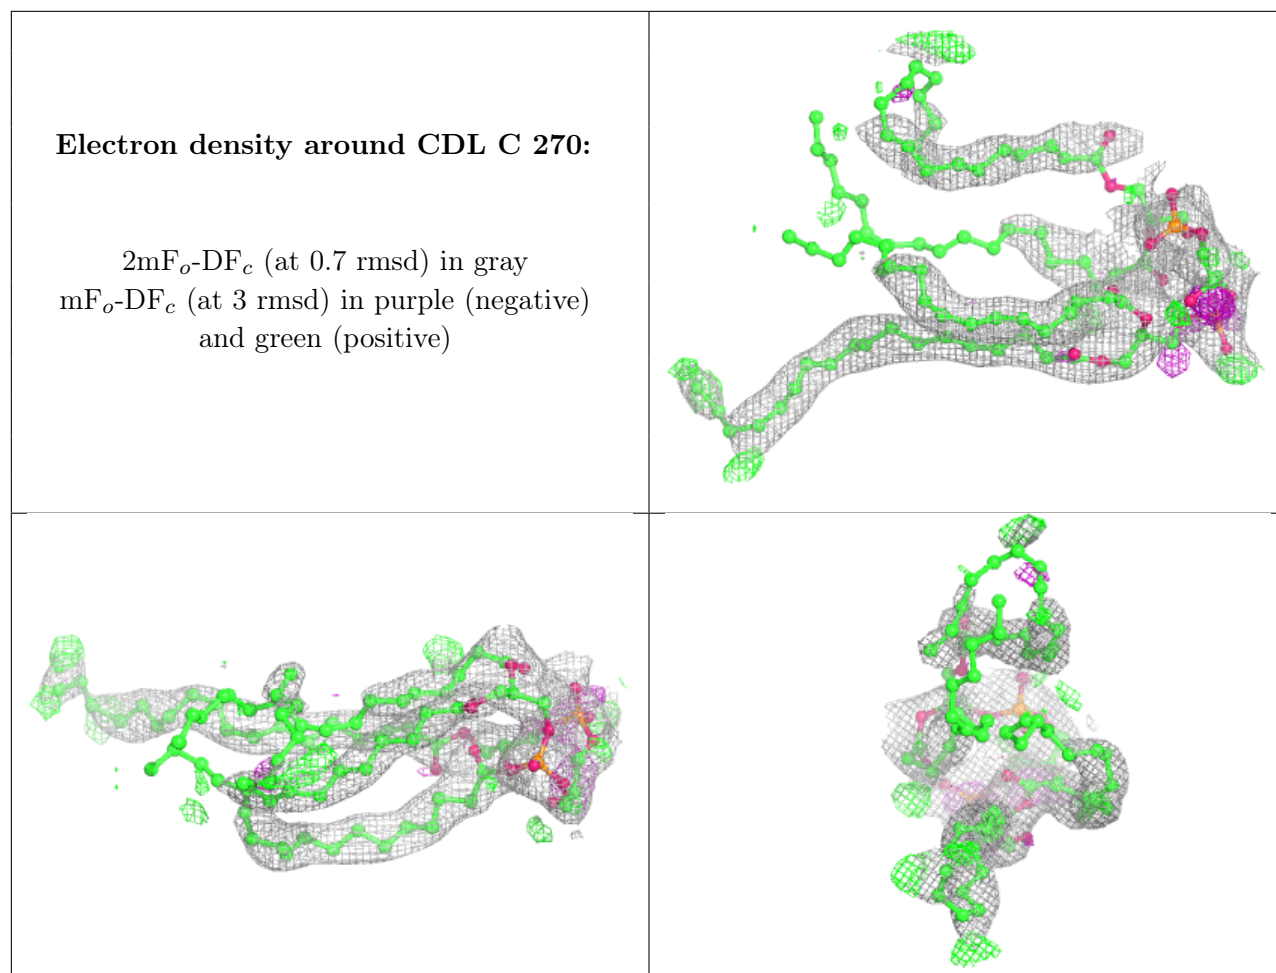 Electron density around CDL C 270:
2mFo-DFc (at 0.7 rmsd) in gray
mFo-DFc (at 3 rmsd) in purple (negative)
and green (positive)